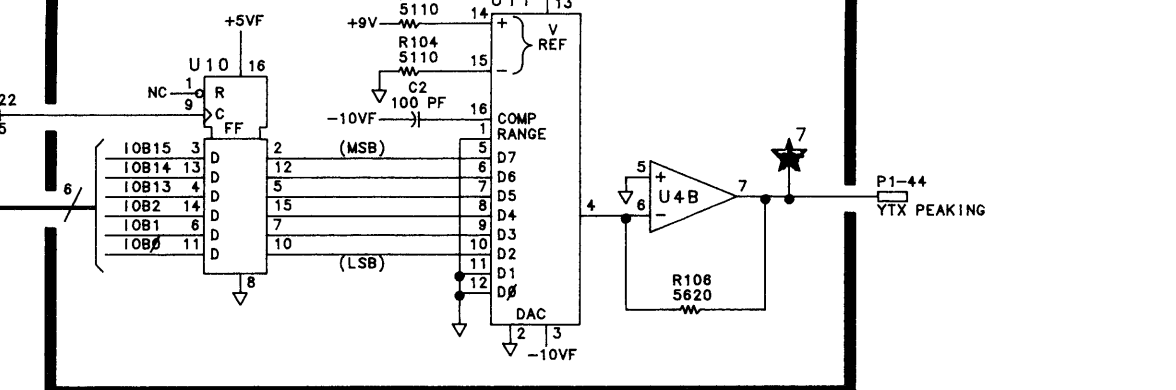 5110
14
13
+9V
+
V
REF
R104
5110
15
-
+5VF
U10
16
NC
1
R
9
C
FF
22
5
C2
100 PF
-10VF
16
COMP
1
RANGE
IOB15 3 D 2 (MSB) 5 D7
IOB14 13 D 12 6 D6
IOB13 4 D 5 7 D5
IOB2 14 D 15 8 D4
IOB1 6 D 7 9 D3
IOBØ 11 D 10 (LSB) 10 D2
6
11 D1
12 DØ
8
DAC
2
3
-10VF
4
5
+
U4B
6
-
7
7
P1-44
YTX PEAKING
R106
5620